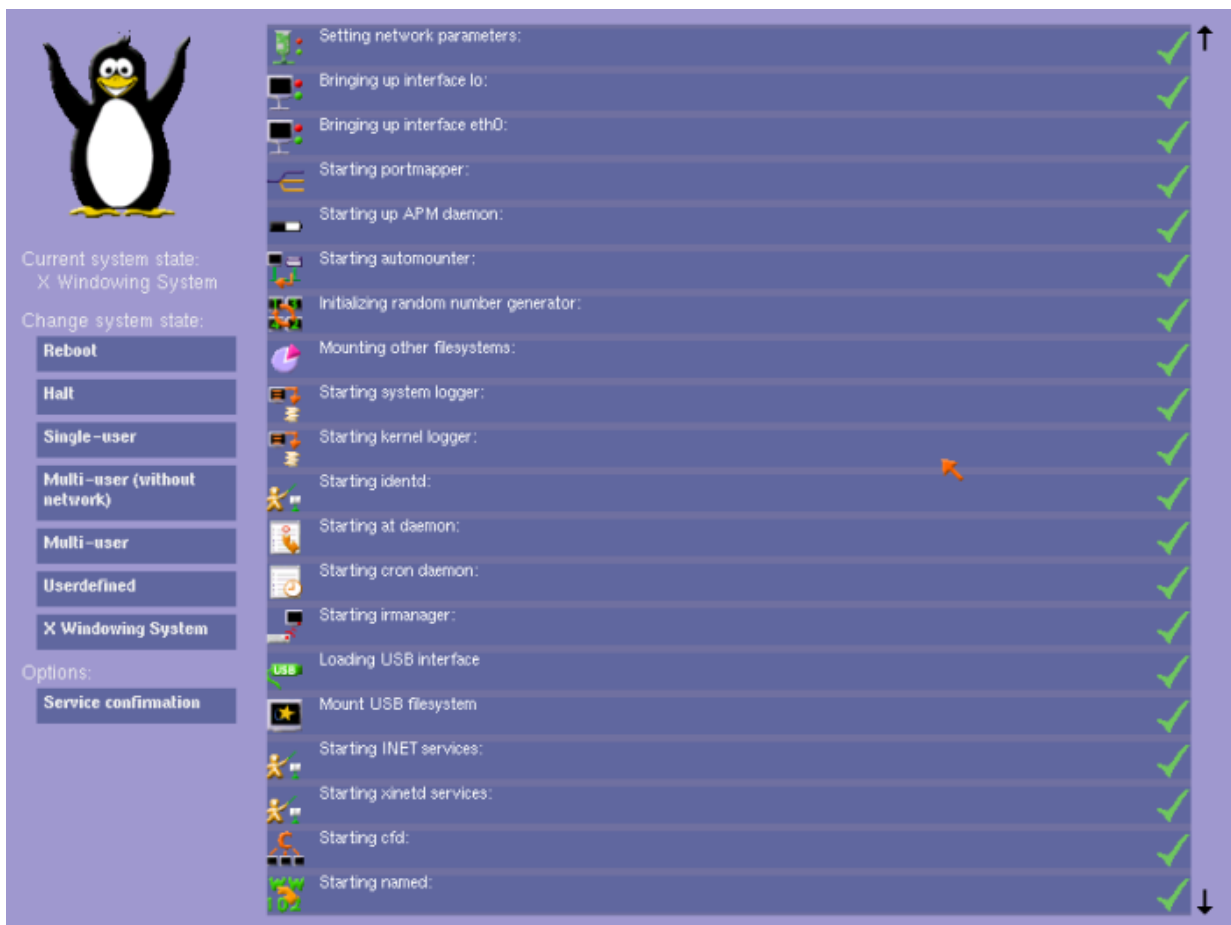 Current system state:
X Windowing System
Change system state:
Reboot
Halt
Single-user
Multi-user (without
network)
Multi-user
Userdefined
X Windowing System
Options:
Service confirmation
Setting network parameters:
Bringing up interface lo:
Bringing up interface eth0:
Starting portmapper:
Starting up APM daemon:
Starting automounter:
Initializing random number generator:
Mounting other filesystems:
Starting system logger:
Starting kernel logger:
Starting identd:
Starting at daemon:
Starting cron daemon:
Starting irmanager:
Loading USB interface
USB
Mount USB filesystem
Starting INET services:
Starting xinetd services:
Starting cfd:
Starting named: